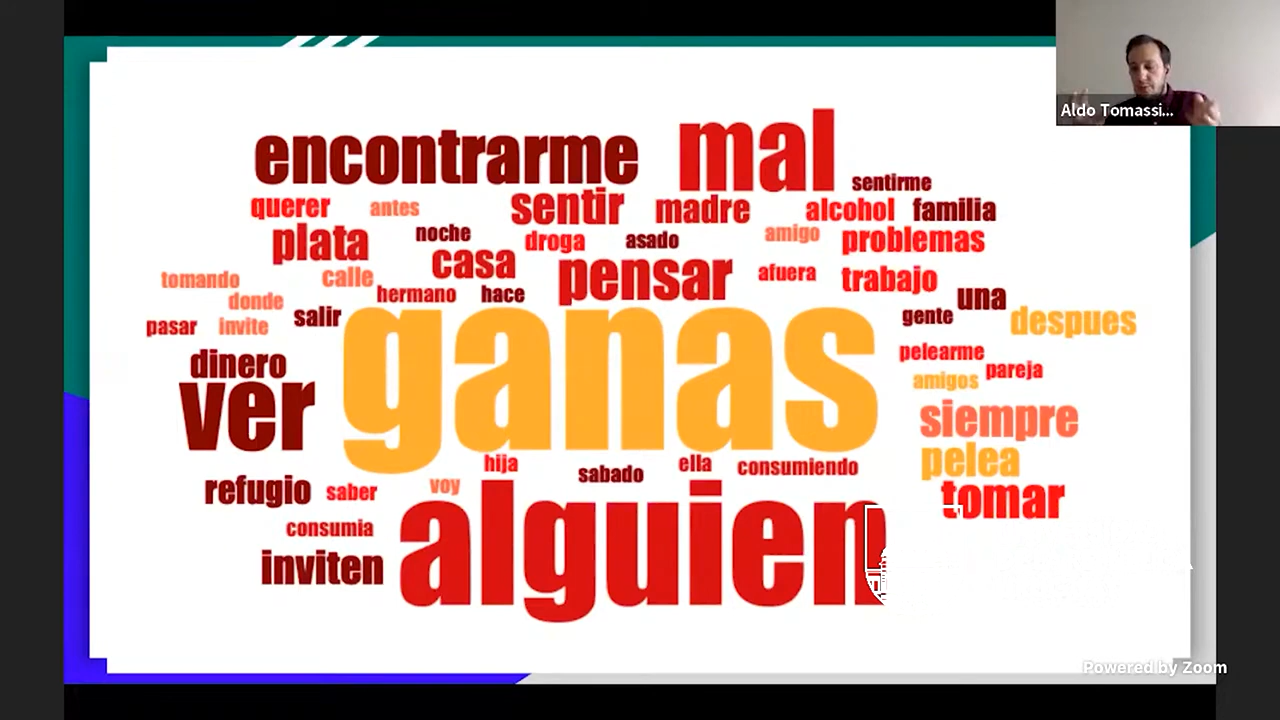 Aldo Tomassi...
encontrarme mal
sentirme
querer antes sentir madre alcohol familia
plata noche droga asado amigo problemas
casa pensar afuera trabajo
tomando calle
donde hermano hace una
pasar invite salir ganas gente despues
dinero pelearme
amigos pareja
ver siempre
pelea
hija sabado ella consumiendo
refugio saber voy tomar
consumia alguien
inviten
Powered by Zoom